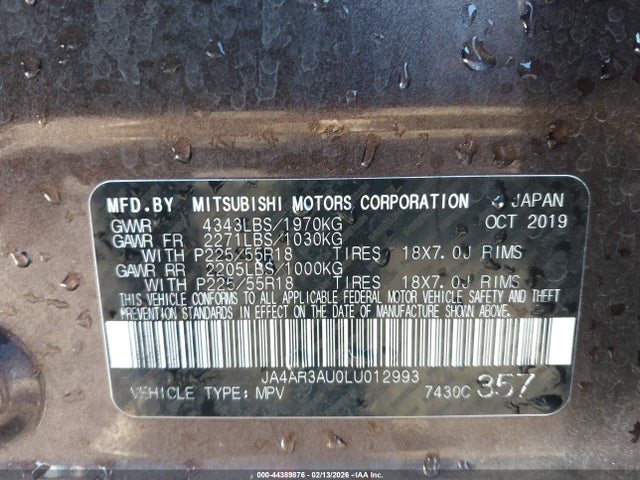 MFD.BY MITSUBISHI MOTORS CORPORATION JAPAN
GVWR 4343LBS/1970KG OCT 2019
GAWR FR 2271LBS/1030KG
WITH P225/55R18 TIRES 18X7.0J RIMS
GAWR RR 2205LBS/1000KG
WITH P225/55R18 TIRES 18X7.0J RIMS
THIS VEHICLE CONFORMS TO ALL APPLICABLE FEDERAL MOTOR VEHICLE SAFETY AND THEFT
PREVENTION STANDARDS IN EFFECT ON THE DATE OF MANUFACTURE SHOWN ABOVE.
JA4AR3AU0LU012993
VEHICLE TYPE: MPV 7430C 357
000-44389876 - 02/13/2026 - IAA Inc.